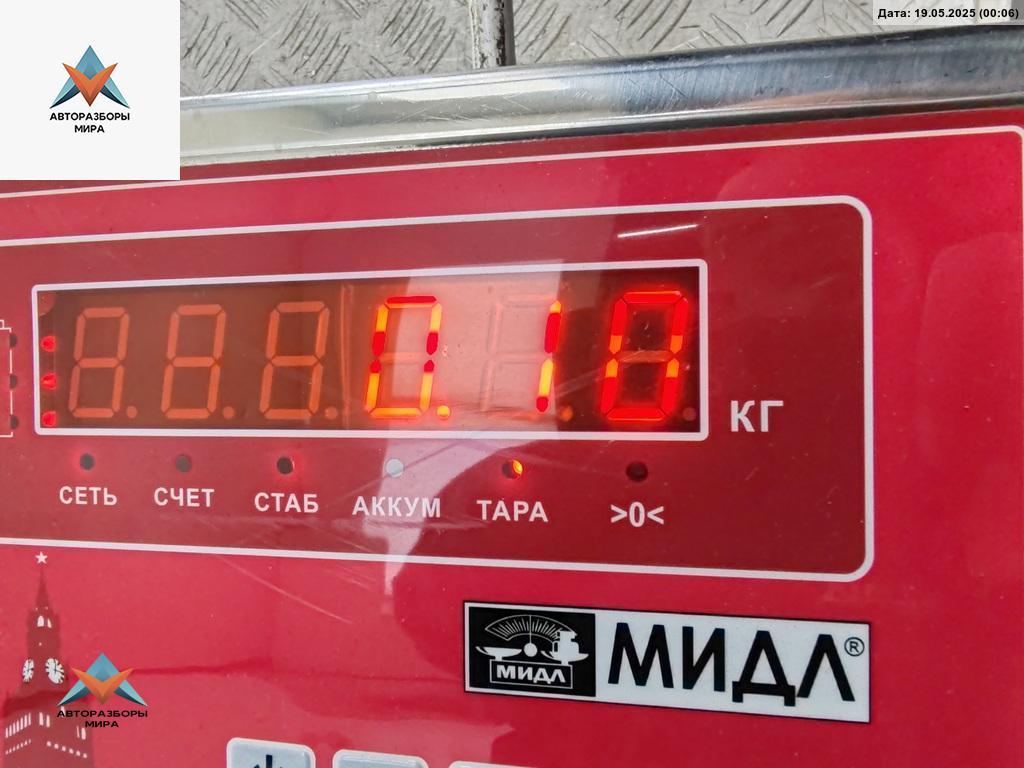 Дата: 19.05.2025 (00:06)
АВТОРАЗБОРЫ
МИРА
0.10
КГ
СЕТЬ СЧЕТ СТАБ АККУМ ТАРА >0<
МИДЛ МИДЛ®
АВТОРАЗБОРЫ
МИРА